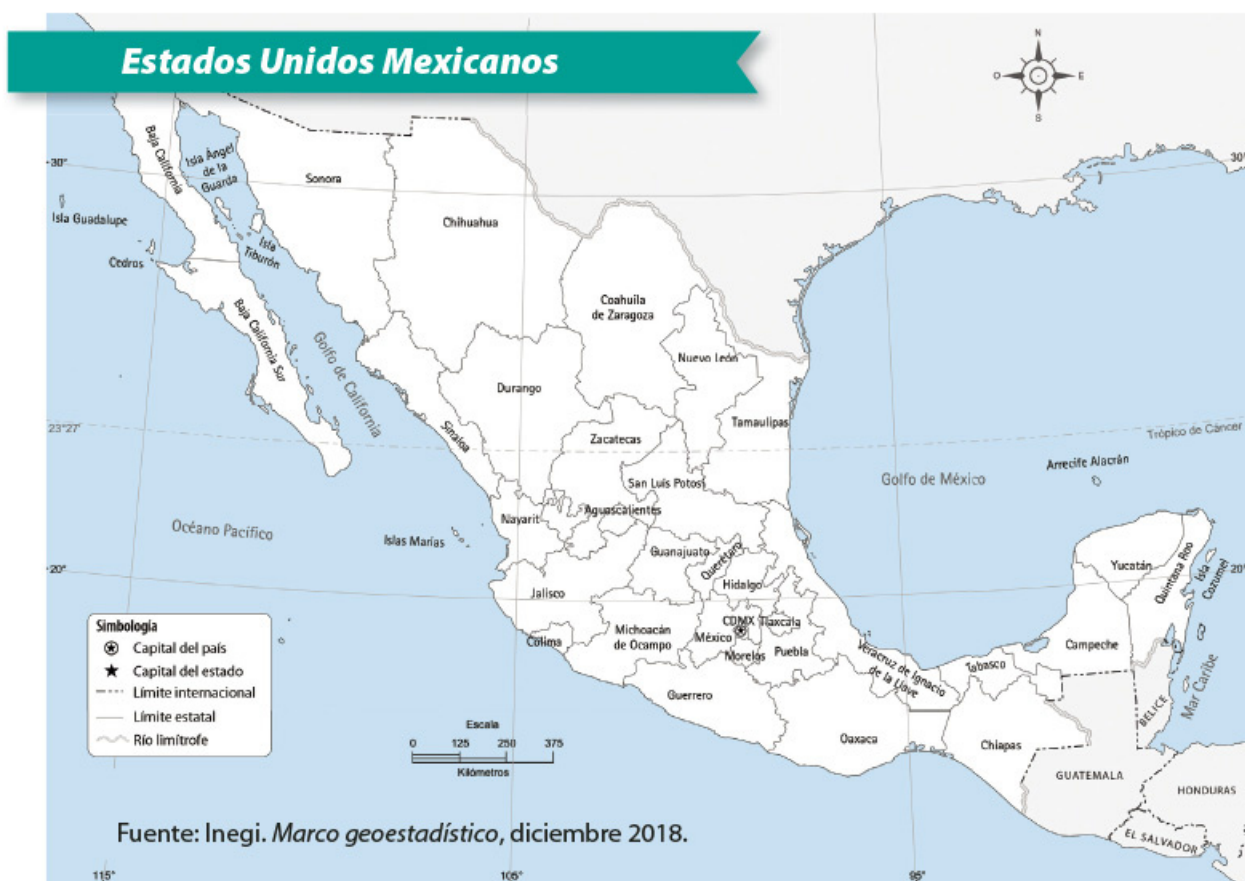 Estados Unidos Mexicanos
N
O
E
S
30°
30°
Baja California
Isla Ángel
de la
Guarda
Sonora
Isla Guadalupe
Chihuahua
Isla
Tiburón
Cedros
Baja California Sur
Golfo de California
Coahuila
de Zaragoza
Nuevo León
Durango
Tamaulipas
Sinaloa
23°27'
Trópico de Cáncer
Zacatecas
Arrecife Alacrán
San Luis Potosí
Golfo de México
Océano Pacífico
Nayarit
Aguascalientes
Islas Marías
Guanajuato
Querétaro
Hidalgo
Yucatán
Quintana Roo
Isla
Cozumel
20°
20°
Jalisco
Colima
Michoacán
de Ocampo
México
CDMX
Tlaxcala
Morelos
Puebla
Veracruz de Ignacio
de la Llave
Tabasco
Campeche
Mar Caribe
BELICE
Guerrero
Oaxaca
Chiapas
GUATEMALA
HONDURAS
EL SALVADOR
Simbología
Capital del país
Capital del estado
Límite internacional
Límite estatal
Río limítrofe
Escala
0 125 250 375
Kilómetros
Fuente: Inegi. Marco geoestadístico, diciembre 2018.
115°
105°
95°